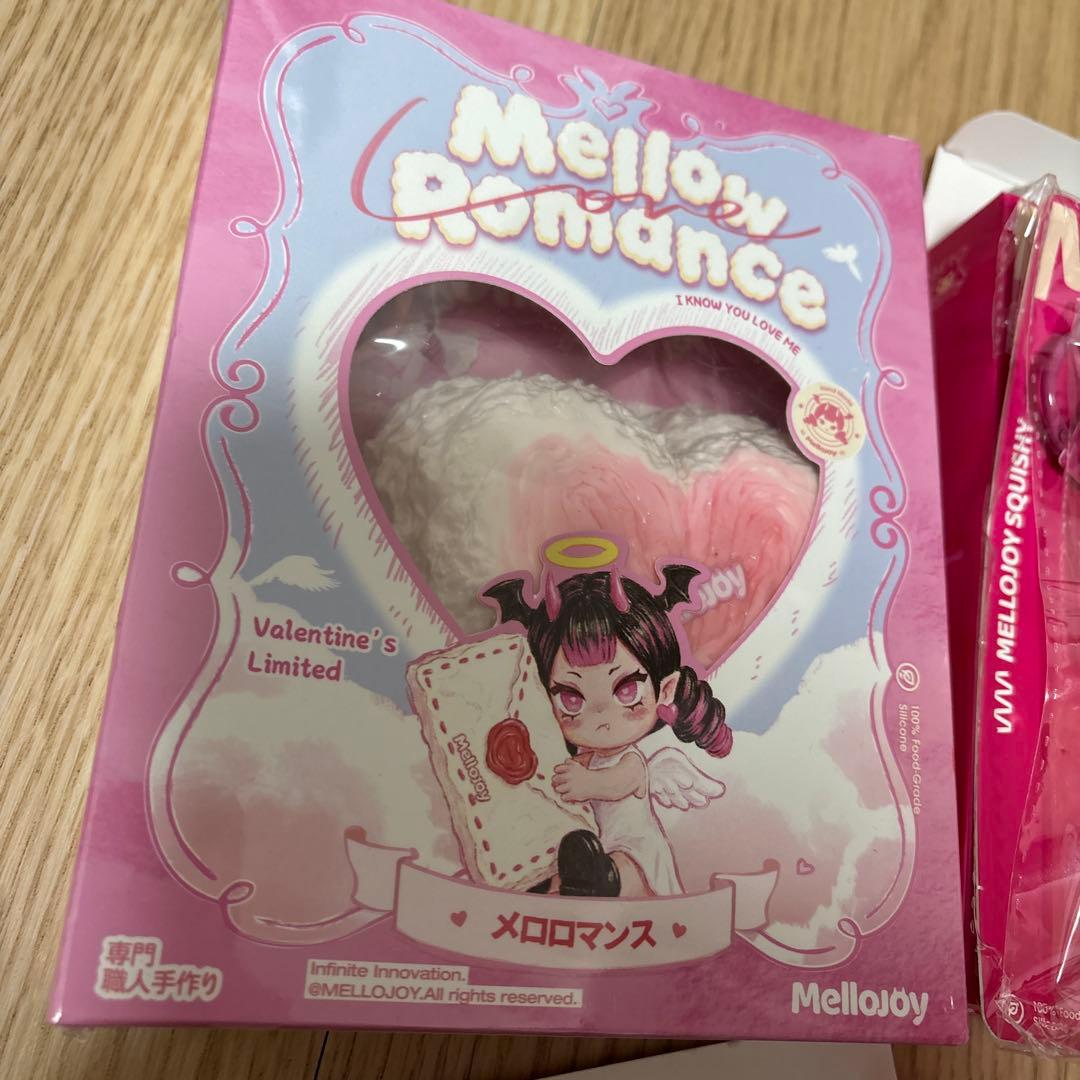 Mellow
Love
Romance
I KNOW YOU LOVE ME
Valentine's
Limited
MelloJoy
メロロマンス
100% Food-Grade
Silicone
専門
職人手作り
Infinite Innovation.
@MELLOJOY.All rights reserved.
MelloJoy
MELLOJOY SQUISHY